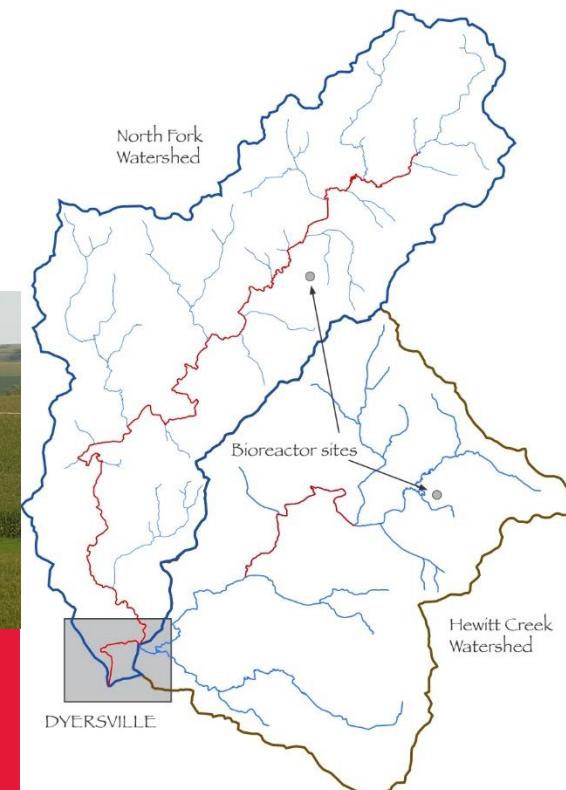 North Fork
Watershed
Bioreactor sites
Hewitt Creek
Watershed
DYERSVILLE